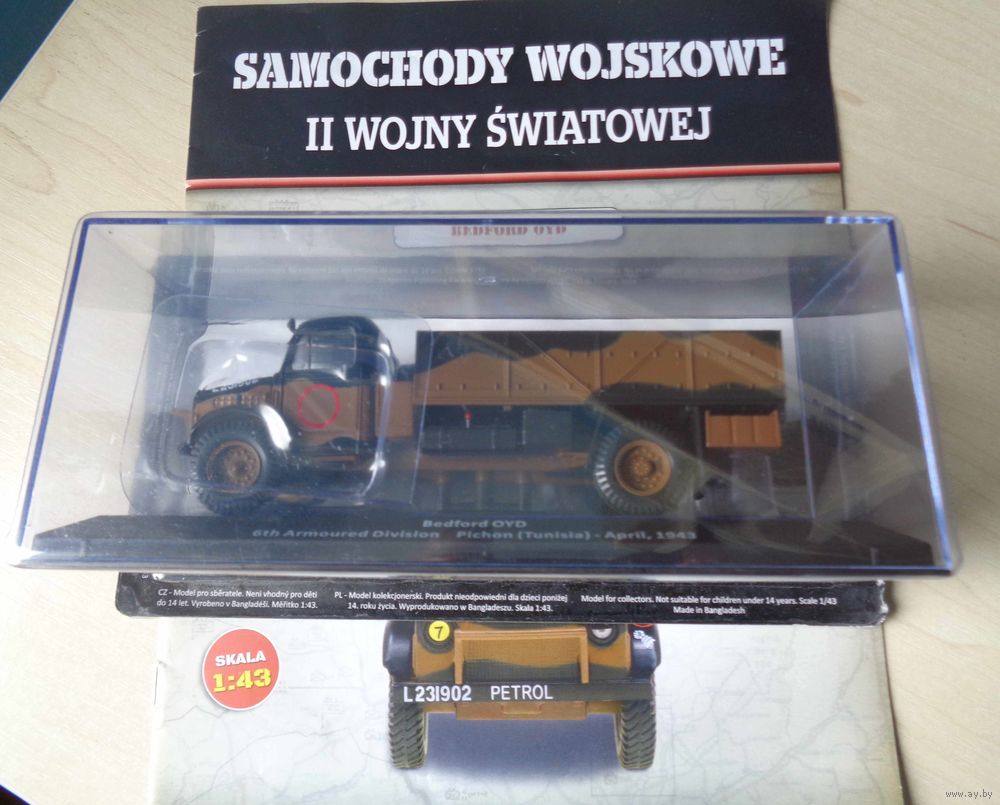 SAMOCHODY WOJSKOWE
II WOJNY ŚWIATOWEJ
BEDFORD OYD
L231902
Bedford OYD
6th Armoured Division Pichon (Tunisia) - April, 1943
CZ - Model pro sběratele. Není vhodný pro děti
do 14 let. Vyrobeno v Bangladéši. Měřítko 1:43.
PL - Model kolekcjonerski. Produkt nieodpowiedni dla dzieci poniżej
14. roku życia. Wyprodukowano w Bangladeszu. Skala 1:43.
Model for collectors. Not suitable for children under 14 years. Scale 1/43
Made in Bangladesh
SKALA
1:43
7
L231902 PETROL
www.ay.by